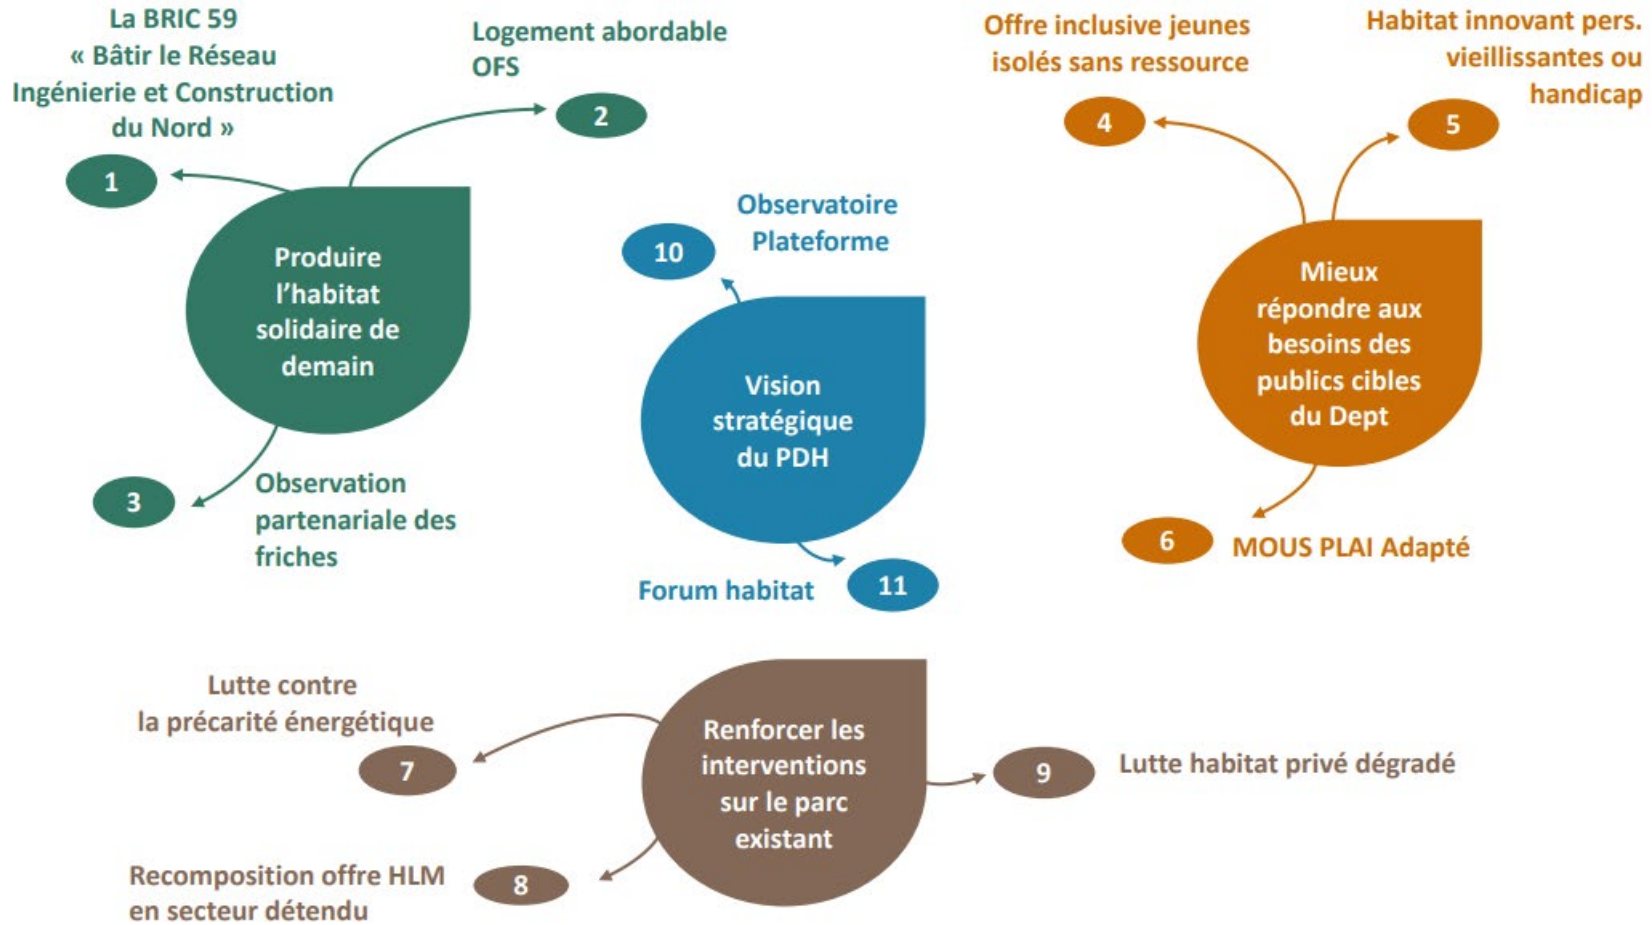 La BRIC 59
« Bâtir le Réseau
Ingénierie et Construction
du Nord »
1
Logement abordable
OFS
2
Produire
l'habitat
solidaire de
demain
3
Observation
partenariale des
friches
Observatoire
Plateforme
10
Vision
stratégique
du PDH
Forum habitat
11
Offre inclusive jeunes
isolés sans ressource
4
Habitat innovant pers.
vieillissantes ou
handicap
5
Mieux
répondre aux
besoins des
publics cibles
du Dept
6
MOUS PLAI Adapté
Lutte contre
la précarité énergétique
7
Renforcer les
interventions
sur le parc
existant
9
Lutte habitat privé dégradé
Recomposition offre HLM
en secteur détendu
8